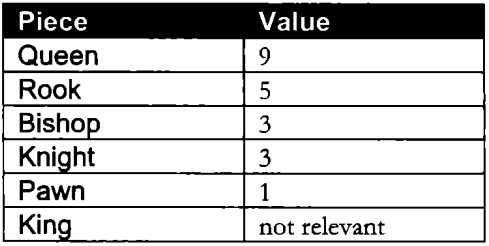 Piece Value
Queen 9
Rook 5
Bishop 3
Knight 3
Pawn 1
King not relevant